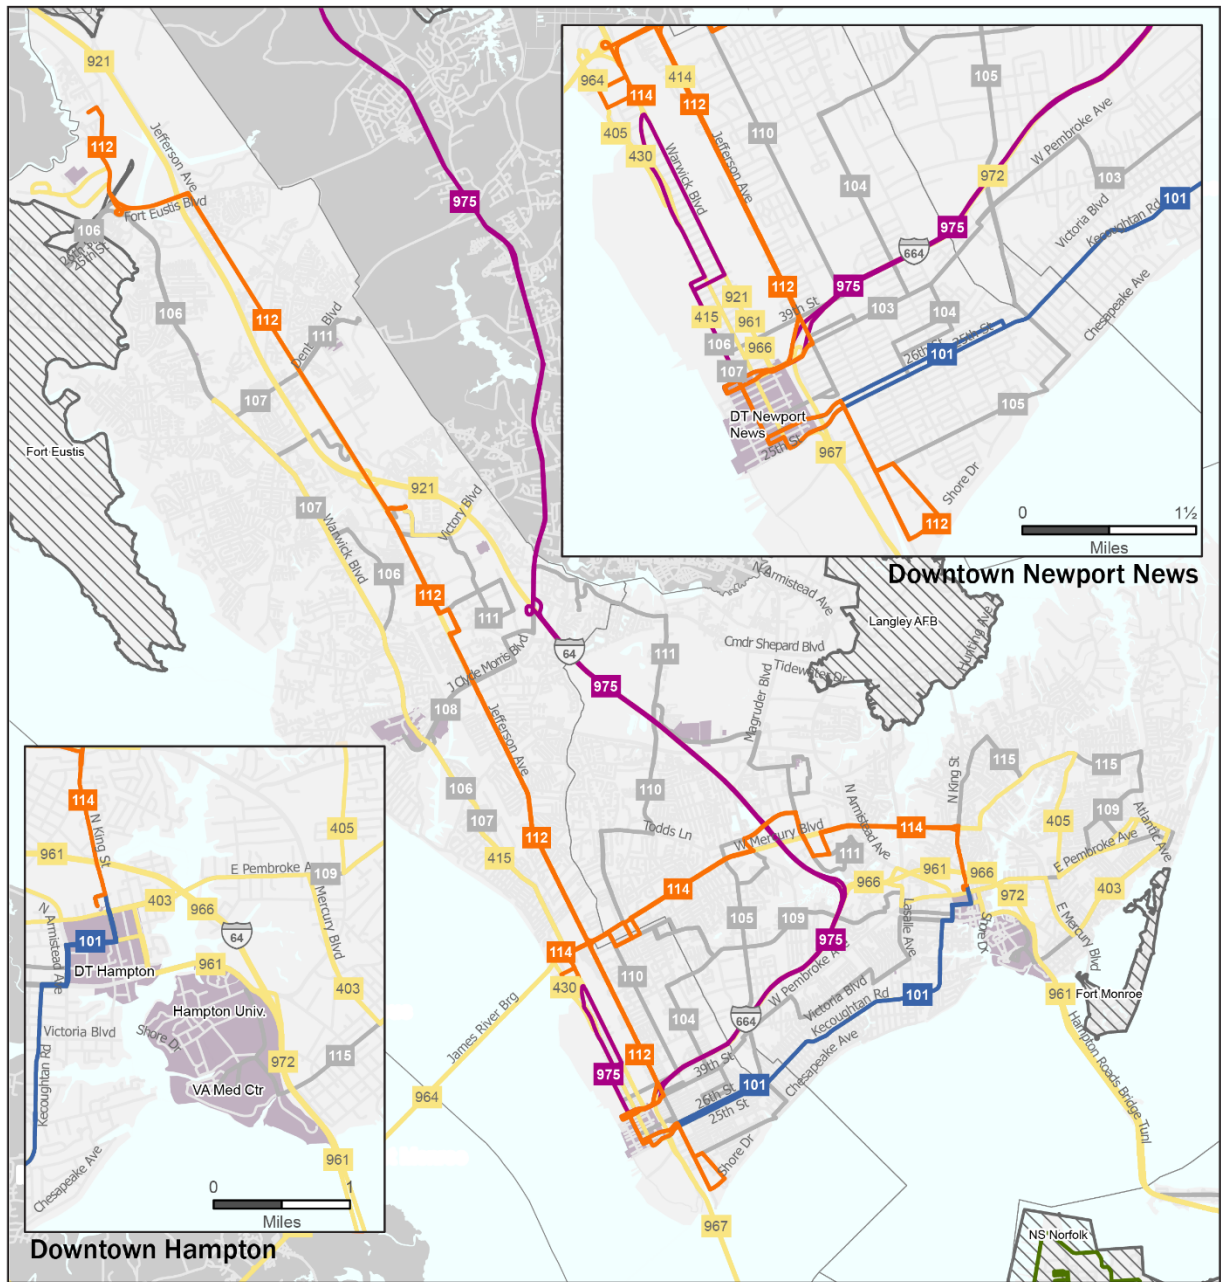 921
Jefferson Ave
112
Fort Eustis Blvd
106
25th St
975
106
112
Dent
Blvd
111
107
Fort Eustis
921
Victory Blvd
107
Warwick Blvd
106
112
111
J Clyde Morris Blvd
108
64
975
111
N Armistead Ave
Langley AFB
Hunting Ave
Cmdr Shepard Blvd
Tidewater Dr
Magruder Blvd
Jefferson Ave
106
107
415
112
110
Todds Ln
W Mercury Blvd
N Armistead Ave
114
111
N King St
115
115
109
405
Atlantic Ave
E Pembroke Ave
114
966
961
966
972
403
105
109
Lasalle Ave
975
W Pembroke Ave
Victoria Blvd
Kecoughtan Rd
101
Chesapeake Ave
E Mercury Blvd
Fort Monroe
961
Hampton Roads Bridge Tunl
114
430
110
104
664
James River Brg
964
975
112
39th St
26th St
25th St
101
Shore Dr
967
NS Norfolk
964
414
114
112
405
430
110
105
Jefferson Ave
Warwick Blvd
W Pembroke Ave
972
103
104
101
Victoria Blvd
Kecoughtan Rd
975
664
975
112
921
39th St
103
104
Chesapeake Ave
415
961
106
966
107
26th St
25th St
101
DT Newport
News
25th St
105
967
Shore Dr
112
0
1½
Miles
Downtown Newport News
114
N King St
405
961
E Pembroke A
109
403
966
Mercury Blvd
N Armistead Ave
64
101
DT Hampton
961
403
Hampton Univ.
Victoria Blvd
Shore Dr
Kecoughtan Rd
972
115
VA Med Ctr
961
Chesapeake Ave
0
1
Miles
Downtown Hampton